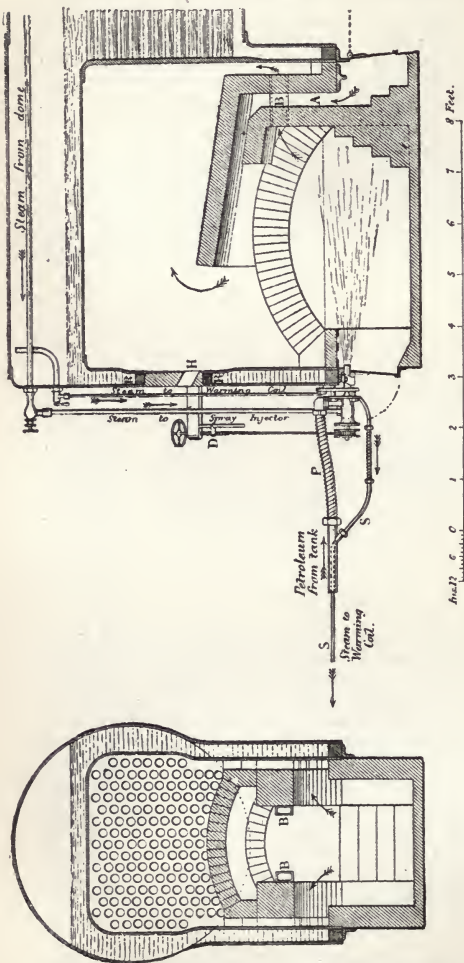 Steam from dome
R
H
R
Steam to Warming Coil
Steam to Spray Injector
D
P
Petroleum
from tank
S
S
Steam to
Warming
Coil.
B
A
B
B
Ins.12 6 0 1 2 3 4 5 6 7 8 Feet.